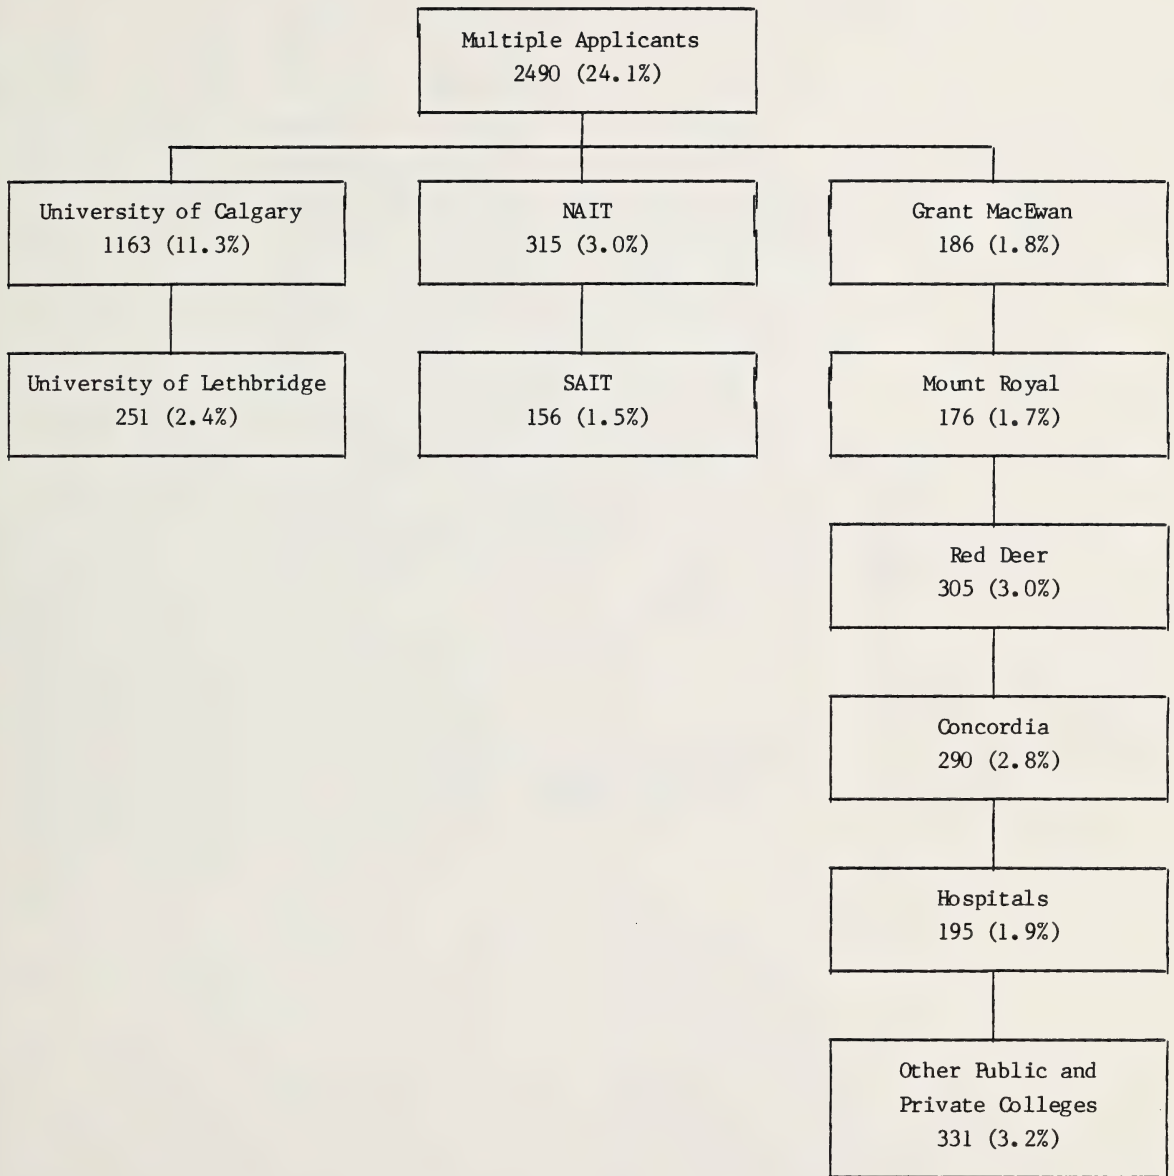 Multiple Applicants
2490 (24.1%)
University of Calgary
1163 (11.3%)
NAIT
315 (3.0%)
Grant MacEwan
186 (1.8%)
University of Lethbridge
251 (2.4%)
SAIT
156 (1.5%)
Mount Royal
176 (1.7%)
Red Deer
305 (3.0%)
Concordia
290 (2.8%)
Hospitals
195 (1.9%)
Other Public and
Private Colleges
331 (3.2%)